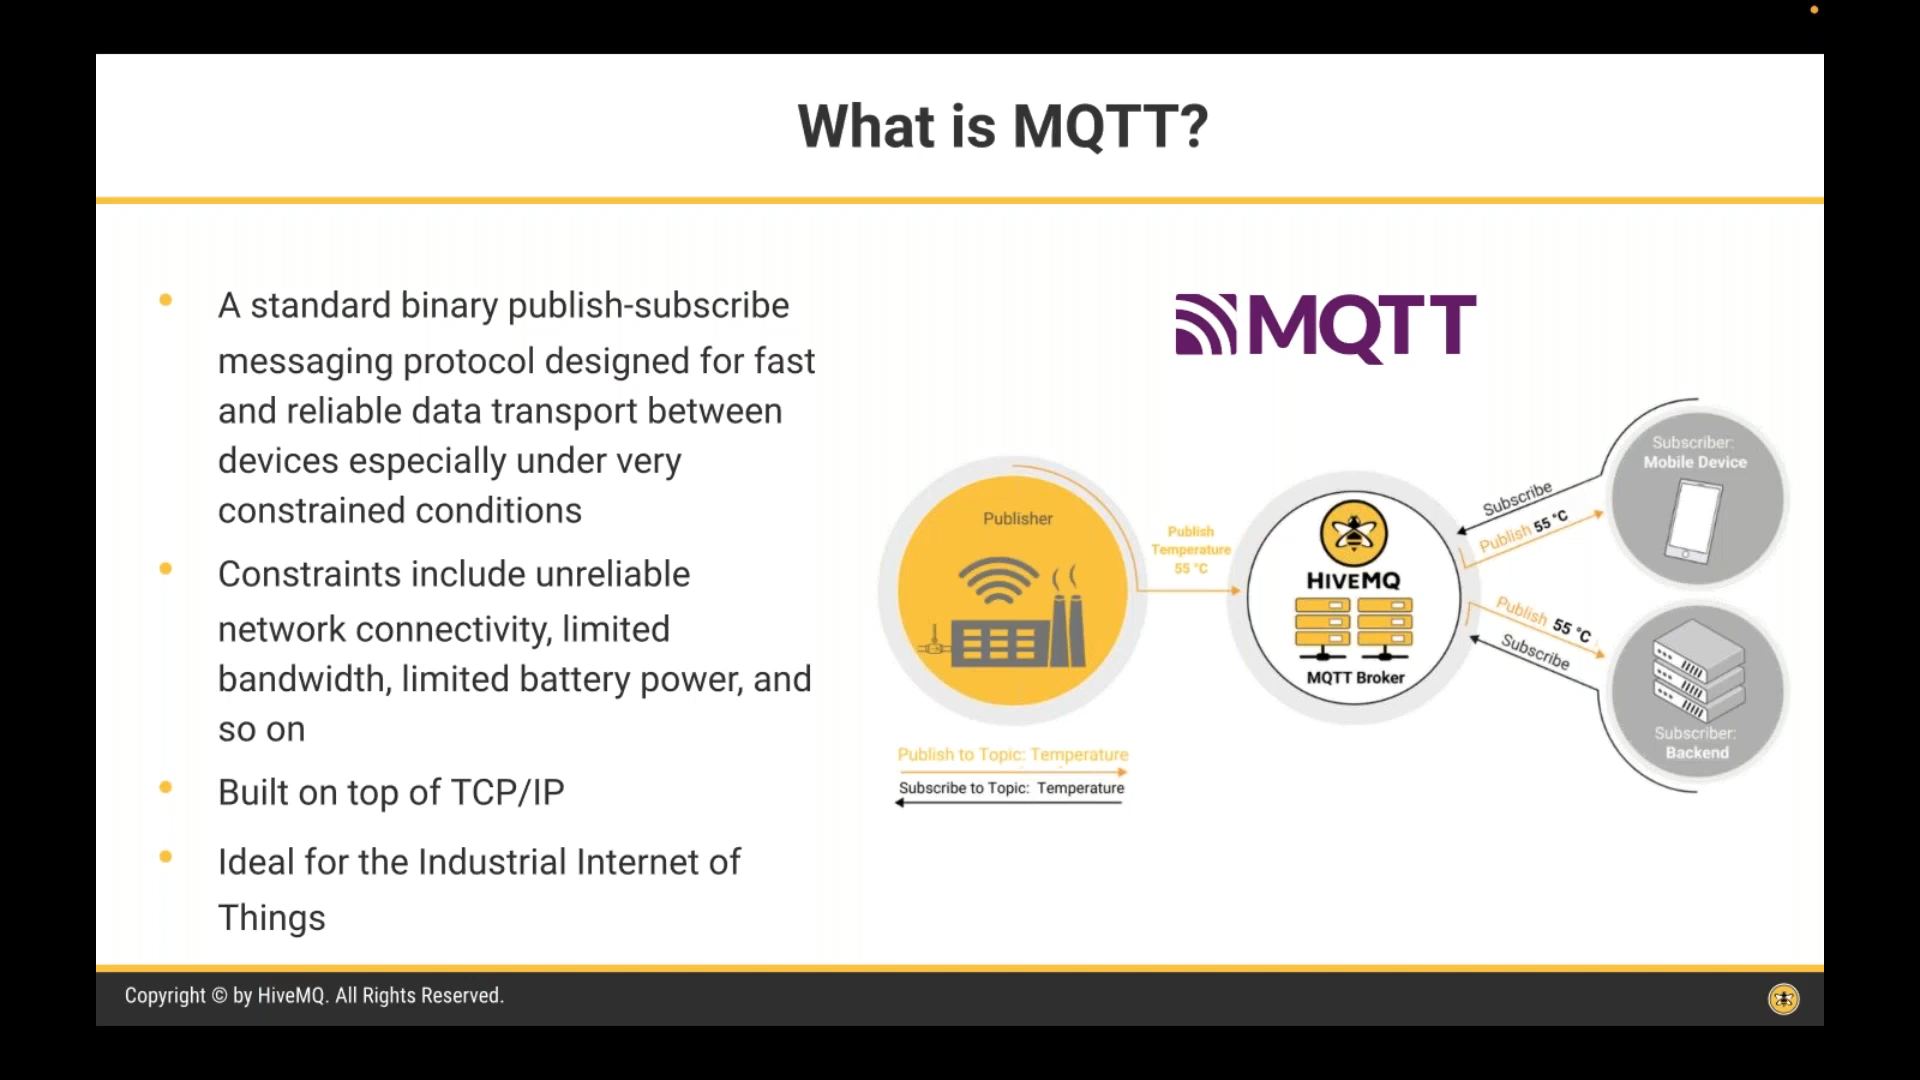 What is MQTT?
• A standard binary publish-subscribe
messaging protocol designed for fast
and reliable data transport between
devices especially under very
constrained conditions
• Constraints include unreliable
network connectivity, limited
bandwidth, limited battery power, and
so on
• Built on top of TCP/IP
• Ideal for the Industrial Internet of
Things
MQTT
Publisher
Publish
Temperature
55 °C
HIVEMQ
MQTT Broker
Subscribe
Publish 55 °C
Subscriber:
Mobile Device
Publish 55 °C
Subscribe
Subscriber:
Backend
Publish to Topic: Temperature
Subscribe to Topic: Temperature
Copyright © by HiveMQ. All Rights Reserved.